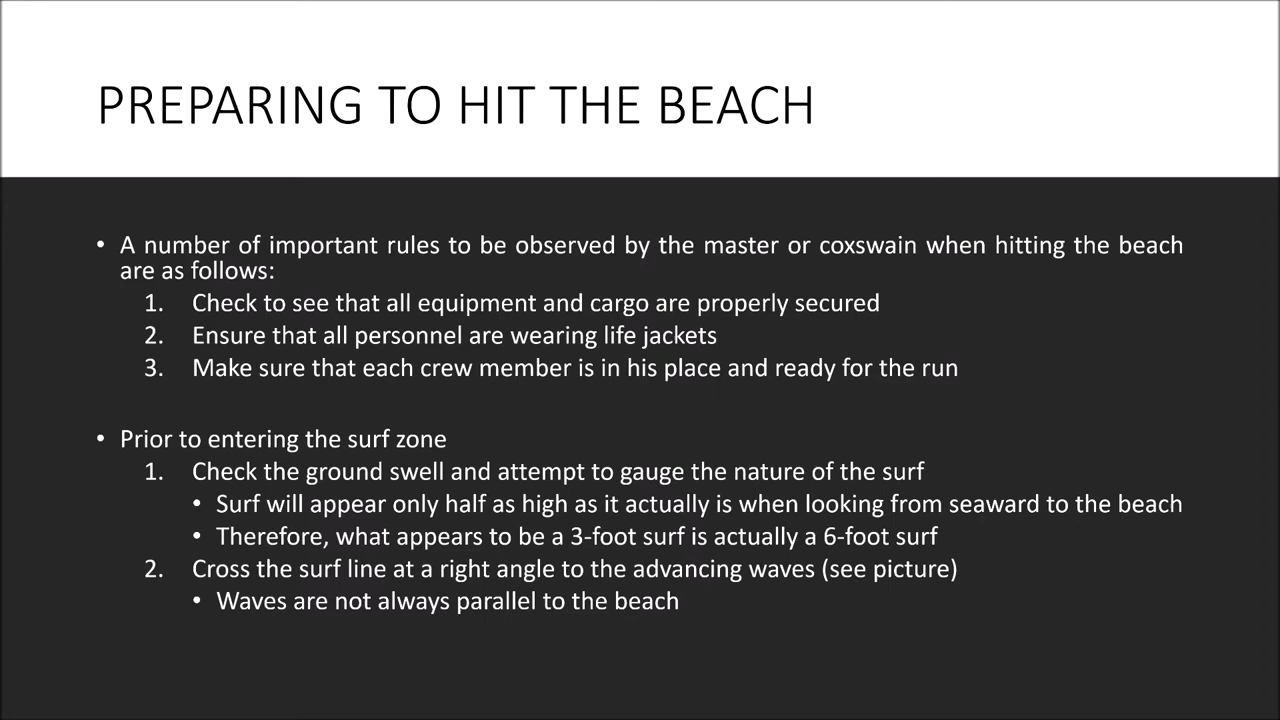 PREPARING TO HIT THE BEACH
• A number of important rules to be observed by the master or coxswain when hitting the beach
are as follows:
1. Check to see that all equipment and cargo are properly secured
2. Ensure that all personnel are wearing life jackets
3. Make sure that each crew member is in his place and ready for the run
• Prior to entering the surf zone
1. Check the ground swell and attempt to gauge the nature of the surf
• Surf will appear only half as high as it actually is when looking from seaward to the beach
• Therefore, what appears to be a 3-foot surf is actually a 6-foot surf
2. Cross the surf line at a right angle to the advancing waves (see picture)
• Waves are not always parallel to the beach